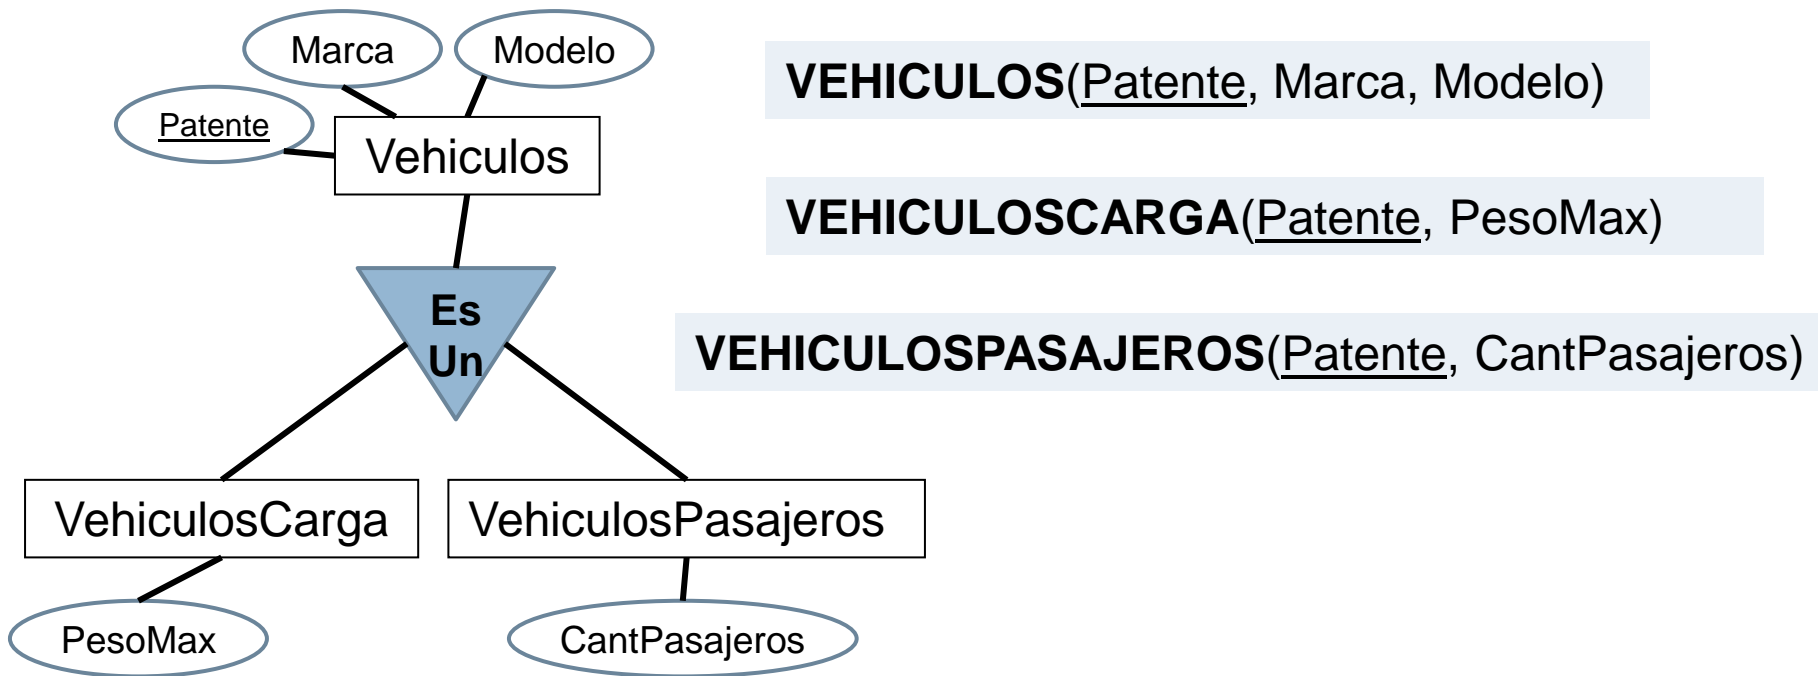 Marca
Modelo
Patente
Vehiculos
Es
Un
VehiculosCarga
VehiculosPasajeros
PesoMax
CantPasajeros
VEHICULOS(Patente, Marca, Modelo)
VEHICULOSCARGA(Patente, PesoMax)
VEHICULOSPASAJEROS(Patente, CantPasajeros)